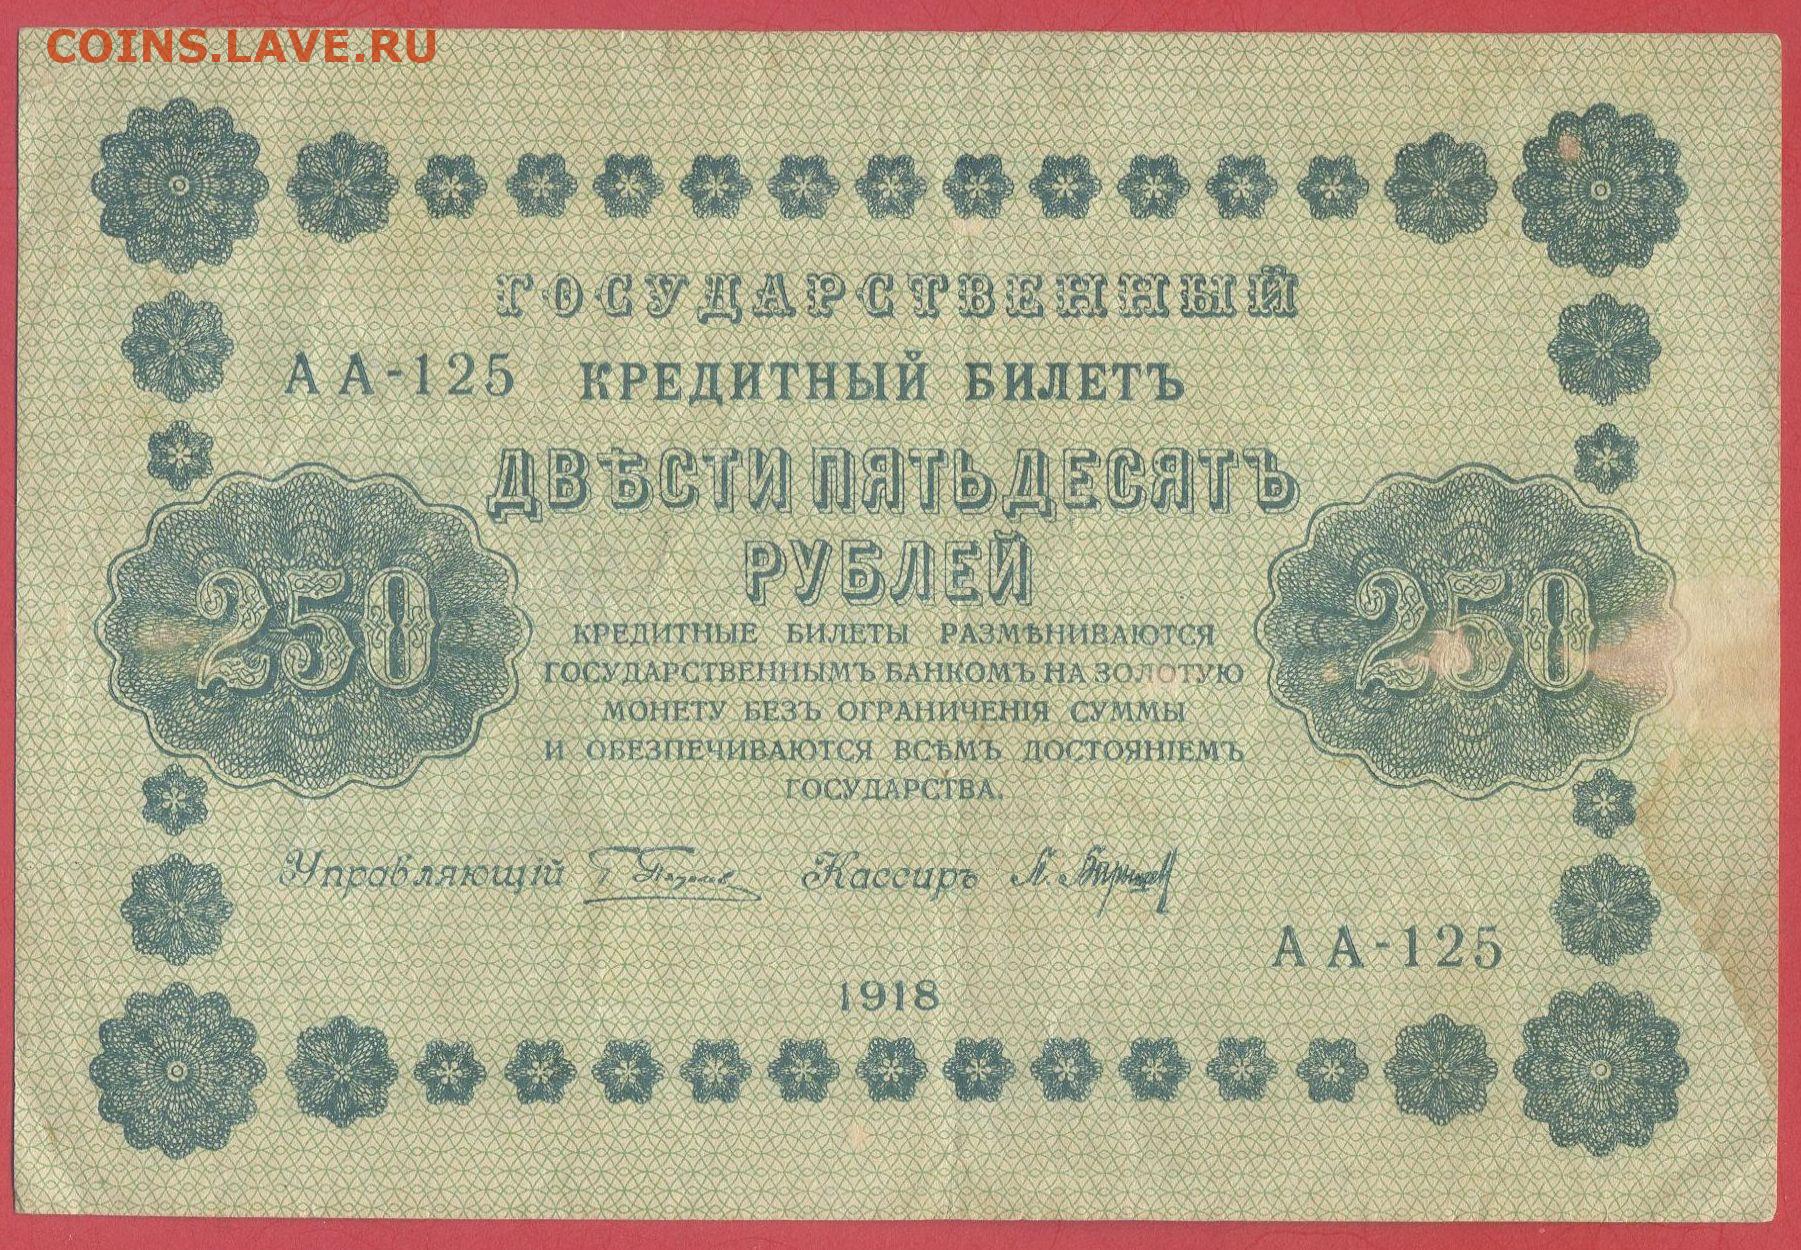 COINS.LAVE.RU
ГОСУДАРСТВЕННЫЙ
АА-125 КРЕДИТНЫЙ БИЛЕТЪ
ДВѢСТИ ПЯТЬДЕСЯТЪ
РУБЛЕЙ
250 250
КРЕДИТНЫЕ БИЛЕТЫ РАЗМѢНИВАЮТСЯ
ГОСУДАРСТВЕННЫМЪ БАНКОМЪ НА ЗОЛОТУЮ
МОНЕТУ БЕЗЪ ОГРАНИЧЕНІЯ СУММЫ
И ОБЕЗПЕЧИВАЮТСЯ ВСѢМЪ ДОСТОЯНІЕМЪ
ГОСУДАРСТВА.
Управляющій Кассиръ
АА-125
1918